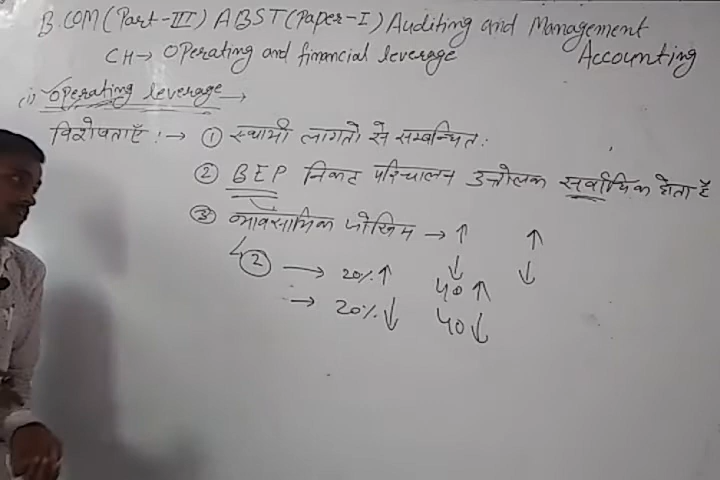 B.COM (Part-III) ABST (Paper-I) Auditing and Management Accounting
CH→ Operating and financial leverage
(i) Operating leverage →
विशेषताएँ :→ ① स्थायी लागतो से सम्बन्धित :
② BEP निकट परिचालन उत्तोलक सर्वाधिक होता है
③ व्यावसायिक जोखिम → ↑ ↑
↓ ↓
② → 20% ↑ 40 ↑
→ 20% ↓ 40 ↓